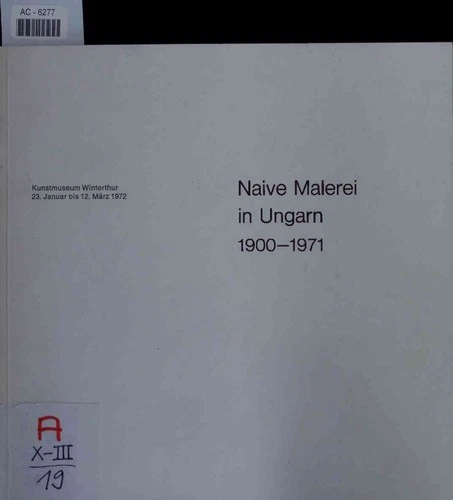 AC - 6277
Kunstmuseum Winterthur
23. Januar bis 12. März 1972
Naive Malerei
in Ungarn
1900—1971
A
X-III
19